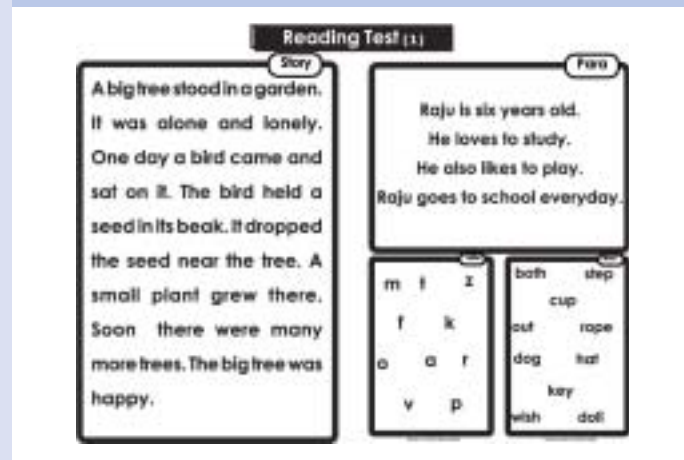 Reading Test (1)
Story
A big tree stood in a garden.
It was alone and lonely.
One day a bird came and
sat on it. The bird held a
seed in its beak. It dropped
the seed near the tree. A
small plant grew there.
Soon there were many
more trees. The big tree was
happy.
Para
Raju is six years old.
He loves to study.
He also likes to play.
Raju goes to school everyday.
m t z
f k
o a r
v p
both step
cup
out rope
dog hat
key
wish doll